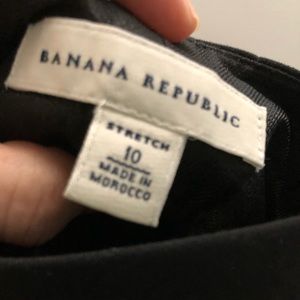 BANANA REPUBLIC
STRETCH
10
MADE IN
MOROCCO